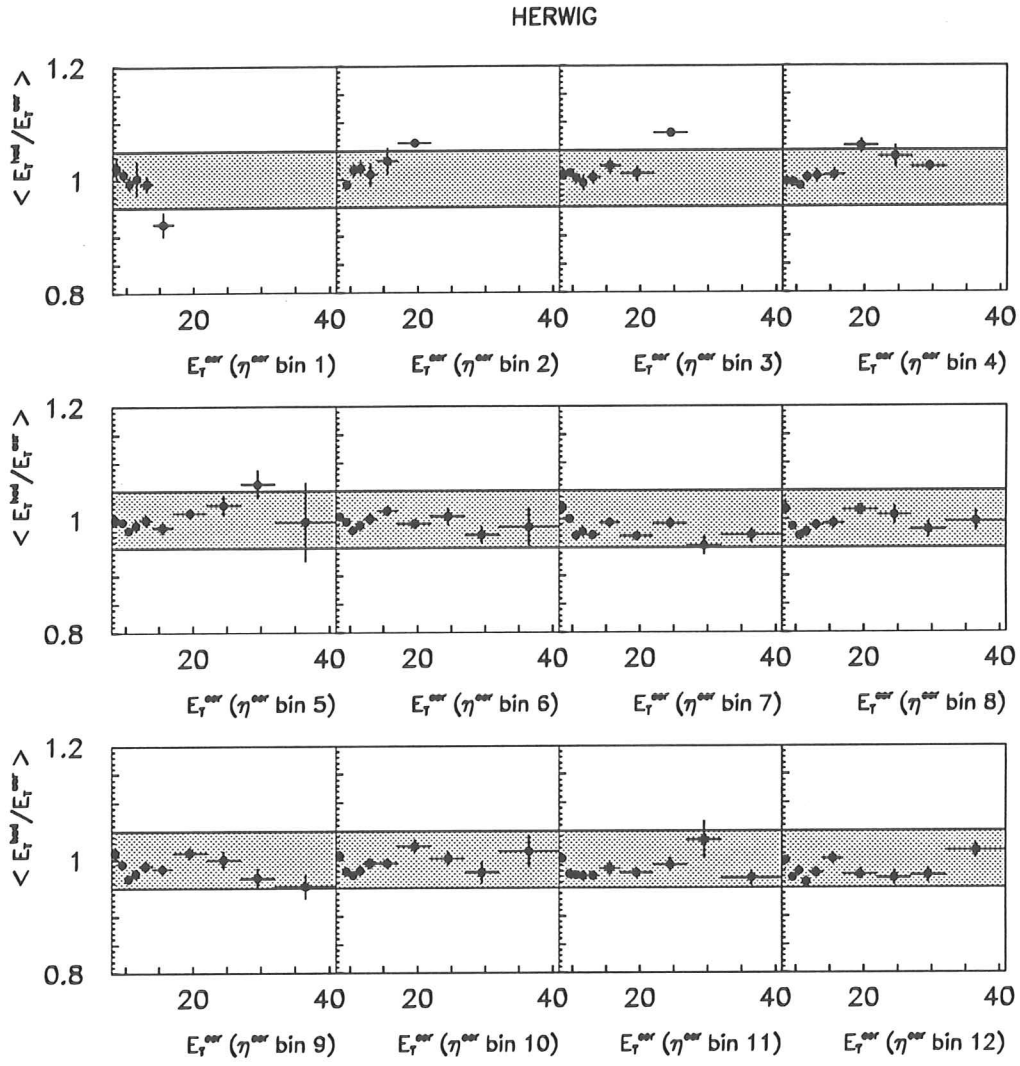 HERWIG
< E_T^had/E_T^cor >
1.2
1
0.8
20 40 20 40 20 40 20 40
E_T^cor (η^cor bin 1) E_T^cor (η^cor bin 2) E_T^cor (η^cor bin 3) E_T^cor (η^cor bin 4)
< E_T^had/E_T^cor >
1.2
1
0.8
20 40 20 40 20 40 20 40
E_T^cor (η^cor bin 5) E_T^cor (η^cor bin 6) E_T^cor (η^cor bin 7) E_T^cor (η^cor bin 8)
< E_T^had/E_T^cor >
1.2
1
0.8
20 40 20 40 20 40 20 40
E_T^cor (η^cor bin 9) E_T^cor (η^cor bin 10) E_T^cor (η^cor bin 11) E_T^cor (η^cor bin 12)